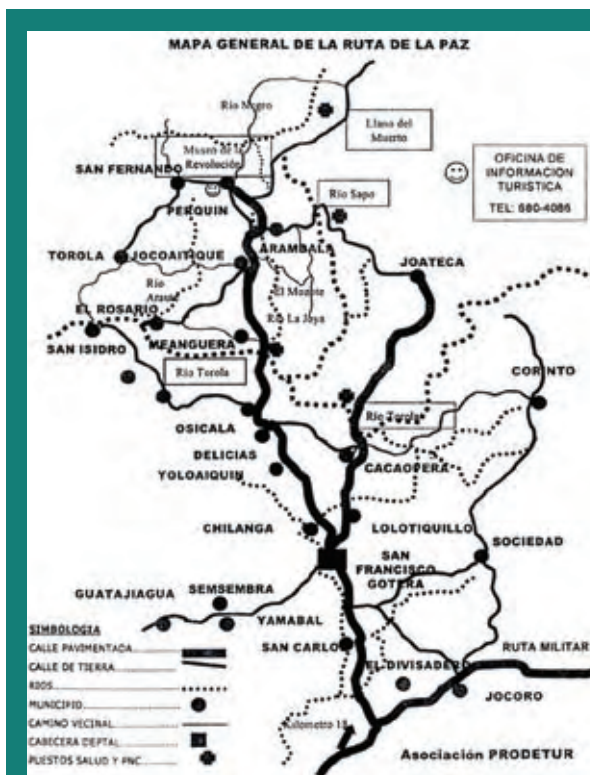 MAPA GENERAL DE LA RUTA DE LA PAZ
Río Negro
Llano del
Muerto
Museo de la
Revolución
SAN FERNANDO
OFICINA DE
INFORMACION
TURISTICA
TEL: 680-4086
PERQUIN
Río Sapo
TOROLA
JOCOAITIQUE
ARAMBALA
JOATECA
Río
Araute
El Mozote
EL ROSARIO
Río La Joya
SAN ISIDRO
MEANGUERA
Río Torola
CORINTO
Río Torola
OSICALA
DELICIAS
CACAOPERA
YOLOAIQUIN
CHILANGA
LOLOTIQUILLO
SAN
FRANCISCO
GOTERA
SOCIEDAD
GUATAJIAGUA
SEMSEMBRA
YAMABAL
SAN CARLO
EL DIVISADERO
RUTA MILITAR
JOCORO
Kilometro 18
SIMBOLOGIA
CALLE PAVIMENTADA
CALLE DE TIERRA
RIOS
MUNICIPIO
CAMINO VECINAL
CABECERA DEPTAL
PUESTOS SALUD Y PNC
Asociación PRODETUR